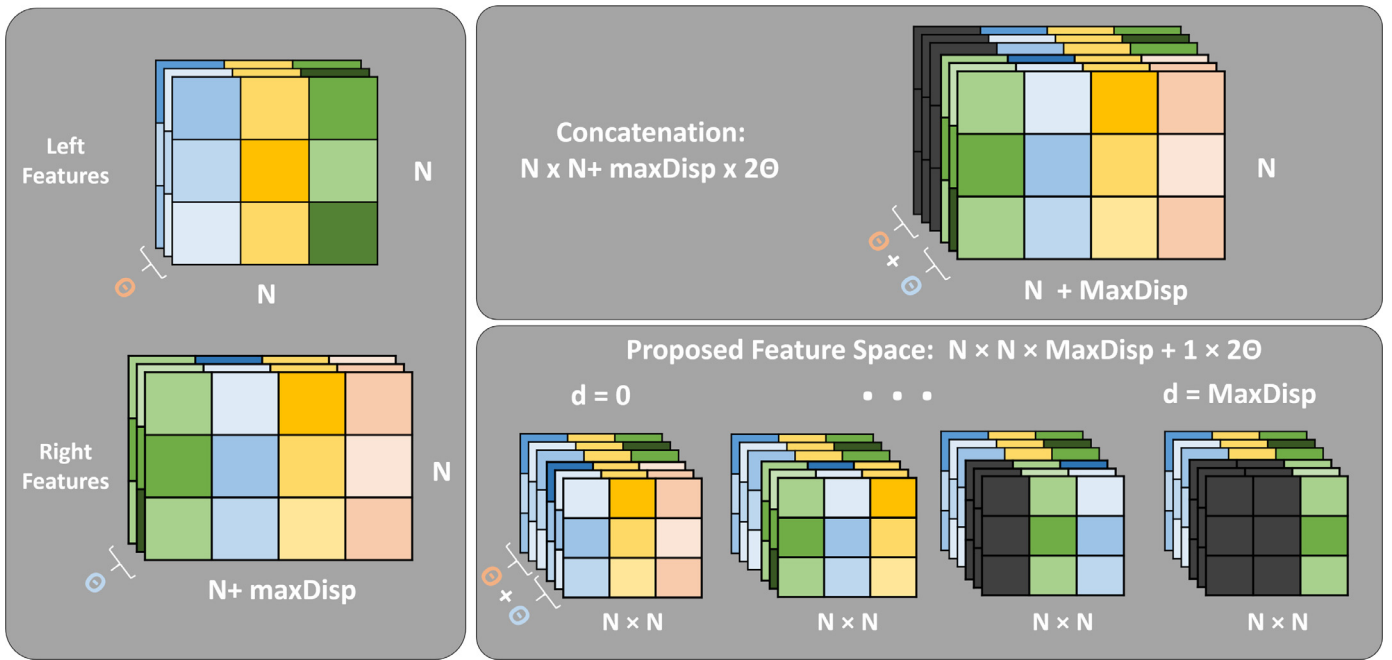 Left
Features
N
Θ
N
Right
Features
N
Θ
N+ maxDisp
Concatenation:
N x N+ maxDisp x 2Θ
N
Θ
+
Θ
N + MaxDisp
Proposed Feature Space: N × N × MaxDisp + 1 × 2Θ
d = 0
. . .
d = MaxDisp
Θ
+
Θ
N × N
N × N
N × N
N × N